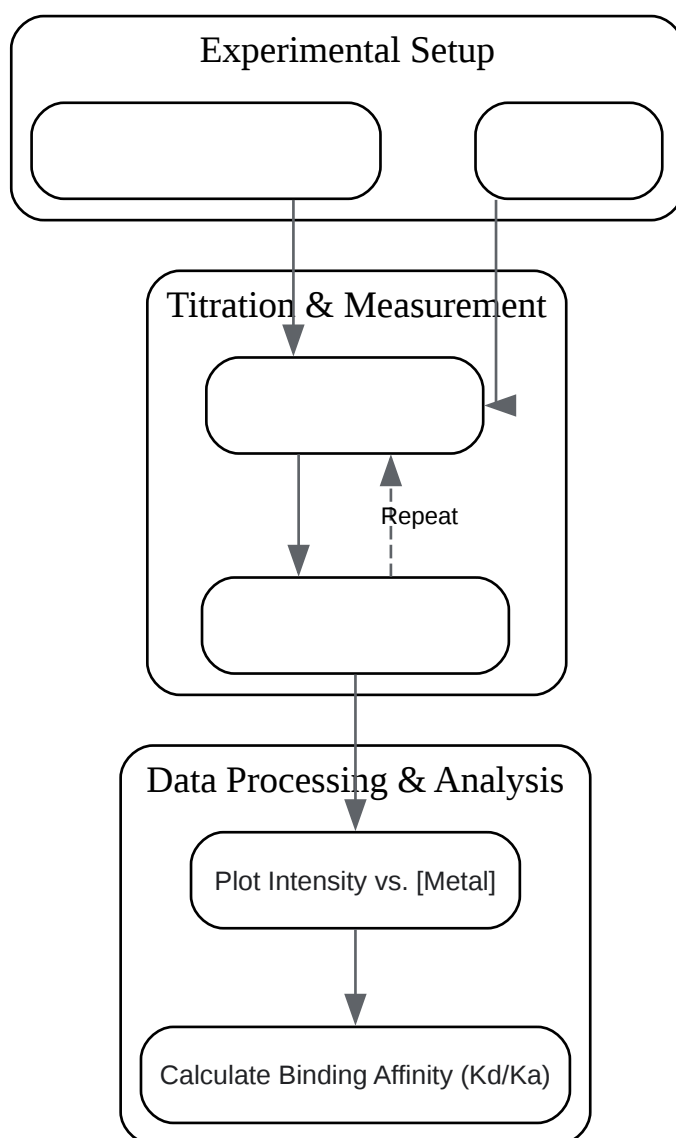 Experimental Setup
Titration & Measurement
Repeat
Data Processing & Analysis
Plot Intensity vs. [Metal]
Calculate Binding Affinity (Kd/Ka)